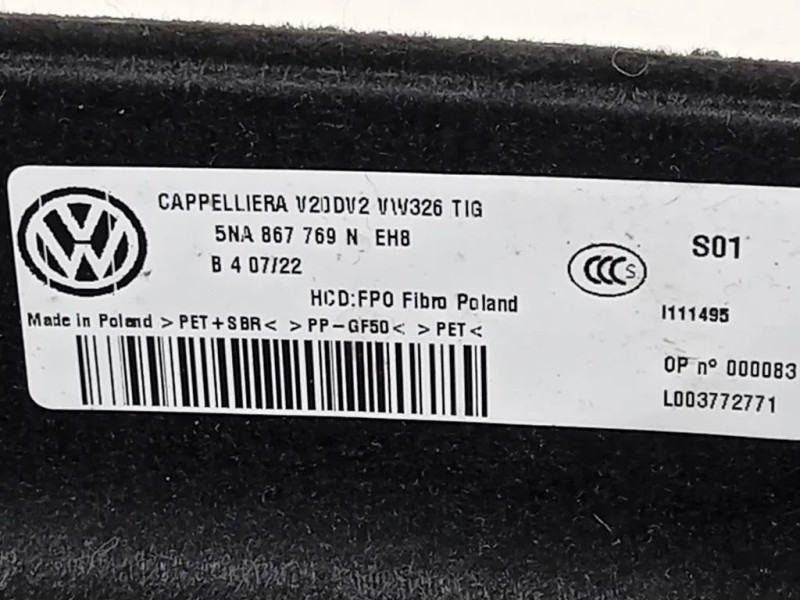 CAPPELLIERA V20DV2 VW326 TIG
5NA 867 769 N EH8
B 4 07/22
HCD:FPO Fibro Poland
Made in Poland >PET+SBR< >PP-GF50< >PET<
CCC S
S01
I111495
OP n° 000083
L003772771